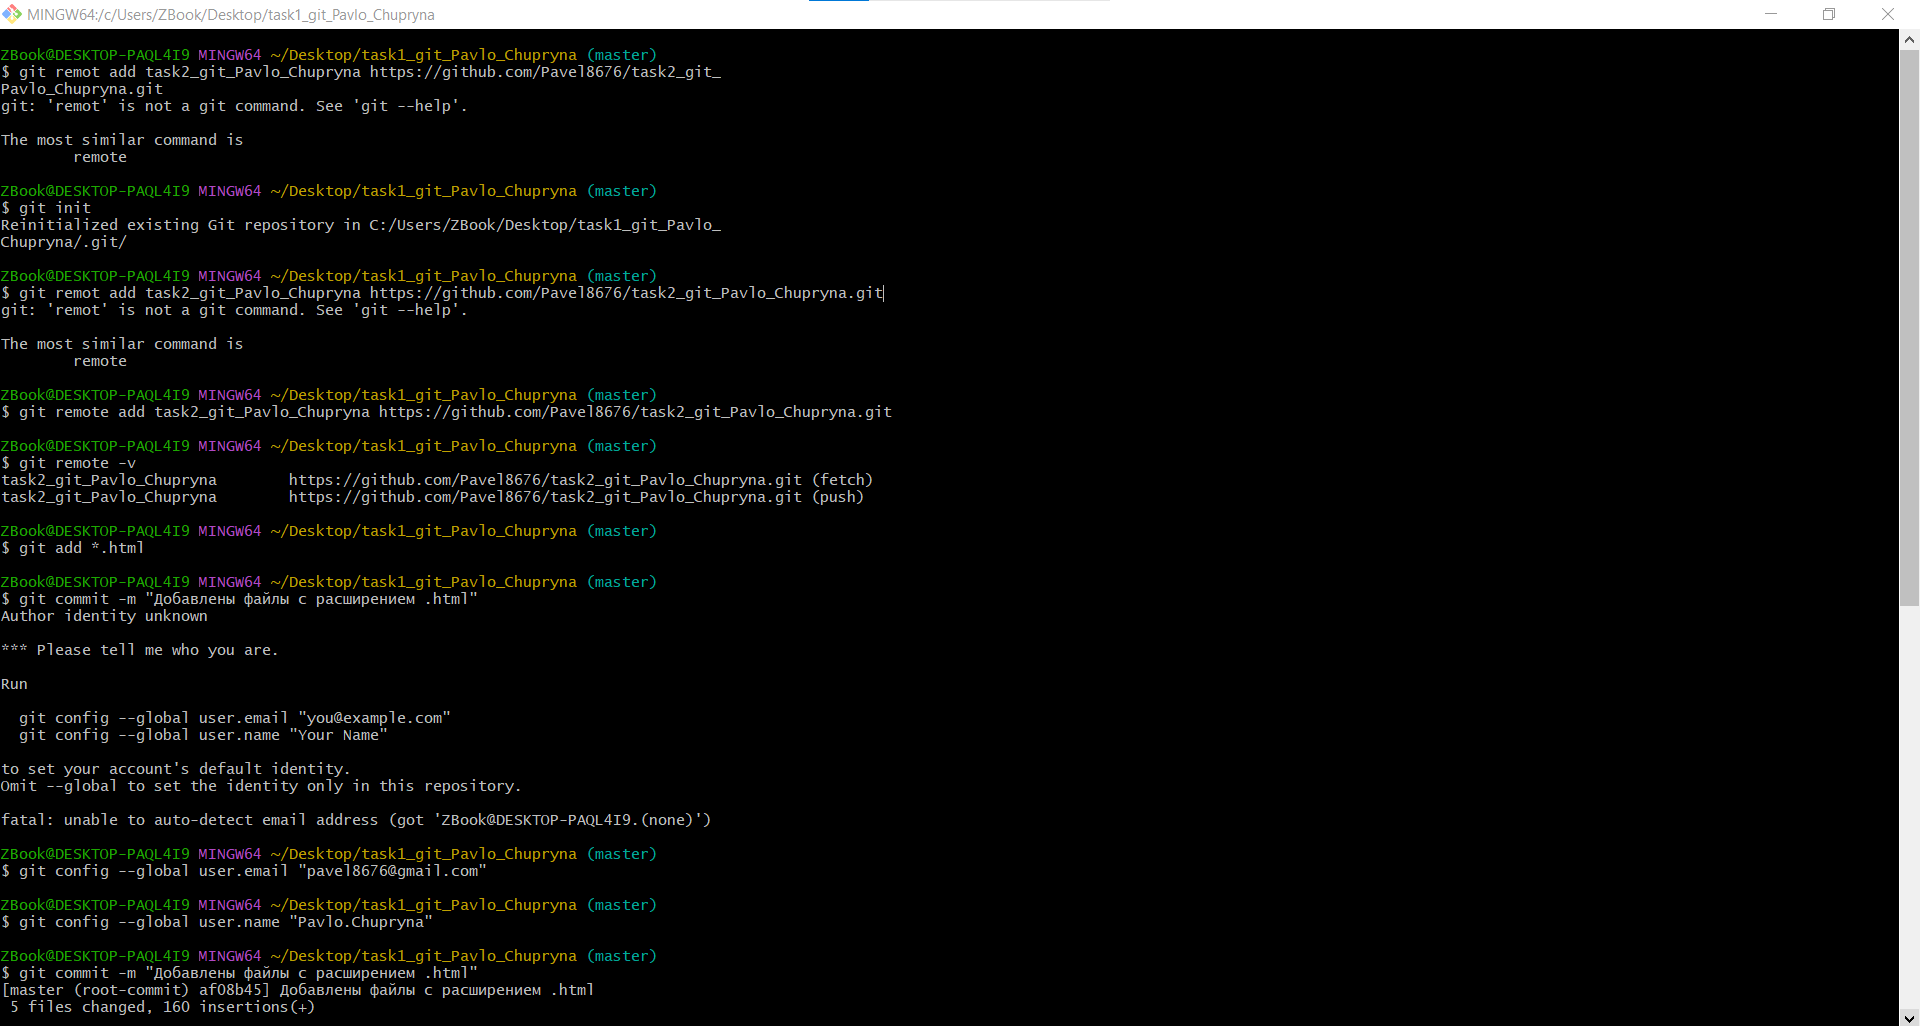 MINGW64:/c/Users/ZBook/Desktop/task1_git_Pavlo_Chupryna
ZBook@DESKTOP-PAQL4I9 MINGW64 ~/Desktop/task1_git_Pavlo_Chupryna (master)
$ git remot add task2_git_Pavlo_Chupryna https://github.com/Pavel8676/task2_git_
Pavlo_Chupryna.git
git: 'remot' is not a git command. See 'git --help'.
The most similar command is
remote
ZBook@DESKTOP-PAQL4I9 MINGW64 ~/Desktop/task1_git_Pavlo_Chupryna (master)
$ git init
Reinitialized existing Git repository in C:/Users/ZBook/Desktop/task1_git_Pavlo_
Chupryna/.git/
ZBook@DESKTOP-PAQL4I9 MINGW64 ~/Desktop/task1_git_Pavlo_Chupryna (master)
$ git remot add task2_git_Pavlo_Chupryna https://github.com/Pavel8676/task2_git_Pavlo_Chupryna.git
git: 'remot' is not a git command. See 'git --help'.
The most similar command is
remote
ZBook@DESKTOP-PAQL4I9 MINGW64 ~/Desktop/task1_git_Pavlo_Chupryna (master)
$ git remote add task2_git_Pavlo_Chupryna https://github.com/Pavel8676/task2_git_Pavlo_Chupryna.git
ZBook@DESKTOP-PAQL4I9 MINGW64 ~/Desktop/task1_git_Pavlo_Chupryna (master)
$ git remote -v
task2_git_Pavlo_Chupryna        https://github.com/Pavel8676/task2_git_Pavlo_Chupryna.git (fetch)
task2_git_Pavlo_Chupryna        https://github.com/Pavel8676/task2_git_Pavlo_Chupryna.git (push)
ZBook@DESKTOP-PAQL4I9 MINGW64 ~/Desktop/task1_git_Pavlo_Chupryna (master)
$ git add *.html
ZBook@DESKTOP-PAQL4I9 MINGW64 ~/Desktop/task1_git_Pavlo_Chupryna (master)
$ git commit -m "Добавлены файлы с расширением .html"
Author identity unknown
*** Please tell me who you are.
Run
git config --global user.email "you@example.com"
git config --global user.name "Your Name"
to set your account's default identity.
Omit --global to set the identity only in this repository.
fatal: unable to auto-detect email address (got 'ZBook@DESKTOP-PAQL4I9.(none)')
ZBook@DESKTOP-PAQL4I9 MINGW64 ~/Desktop/task1_git_Pavlo_Chupryna (master)
$ git config --global user.email "pavel8676@gmail.com"
ZBook@DESKTOP-PAQL4I9 MINGW64 ~/Desktop/task1_git_Pavlo_Chupryna (master)
$ git config --global user.name "Pavlo.Chupryna"
ZBook@DESKTOP-PAQL4I9 MINGW64 ~/Desktop/task1_git_Pavlo_Chupryna (master)
$ git commit -m "Добавлены файлы с расширением .html"
[master (root-commit) af08b45] Добавлены файлы с расширением .html
5 files changed, 160 insertions(+)